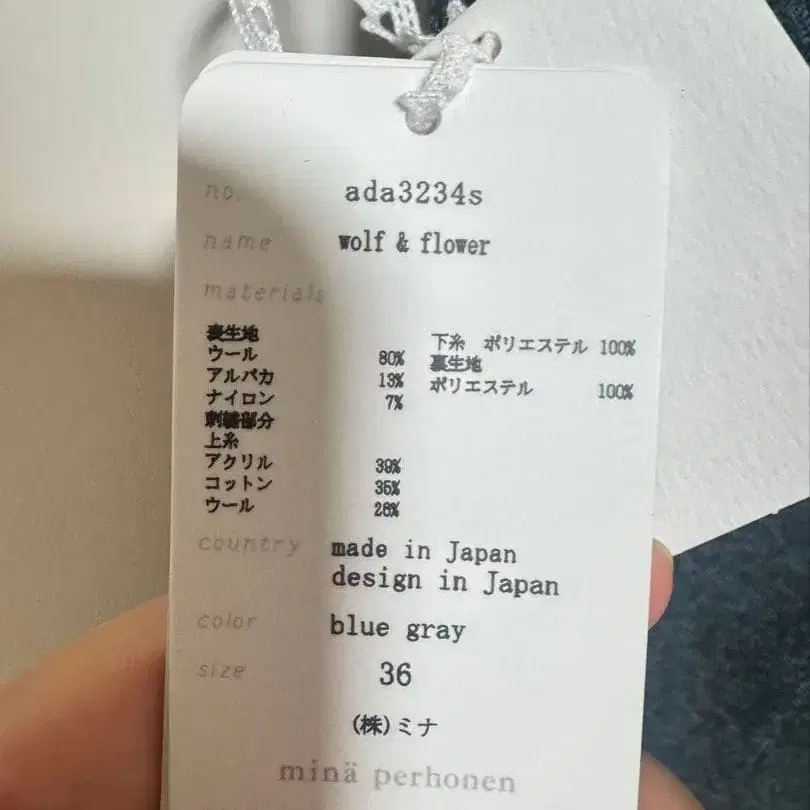 no. ada3234s
name wolf & flower
materials
表生地
ウール 80%
アルパカ 13%
ナイロン 7%
刺繍部分
上糸
アクリル 39%
コットン 35%
ウール 26%
下糸 ポリエステル 100%
裏生地
ポリエステル 100%
country made in Japan
design in Japan
color blue gray
size 36
(株)ミナ
minä perhonen